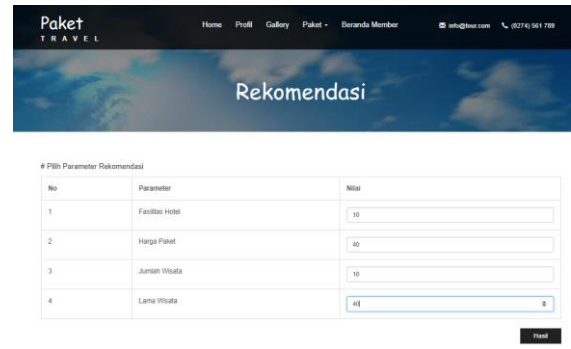 Paket
TRAVEL
Home Profil Gallery Paket Beranda Member info@tour.com (0274) 561 789
Rekomendasi
# Pilih Parameter Rekomendasi
No Parameter Nilai
1 Fasilitas Hotel 10
2 Harga Paket 40
3 Jumlah Wisata 10
4 Lama Wisata 40
Hasil